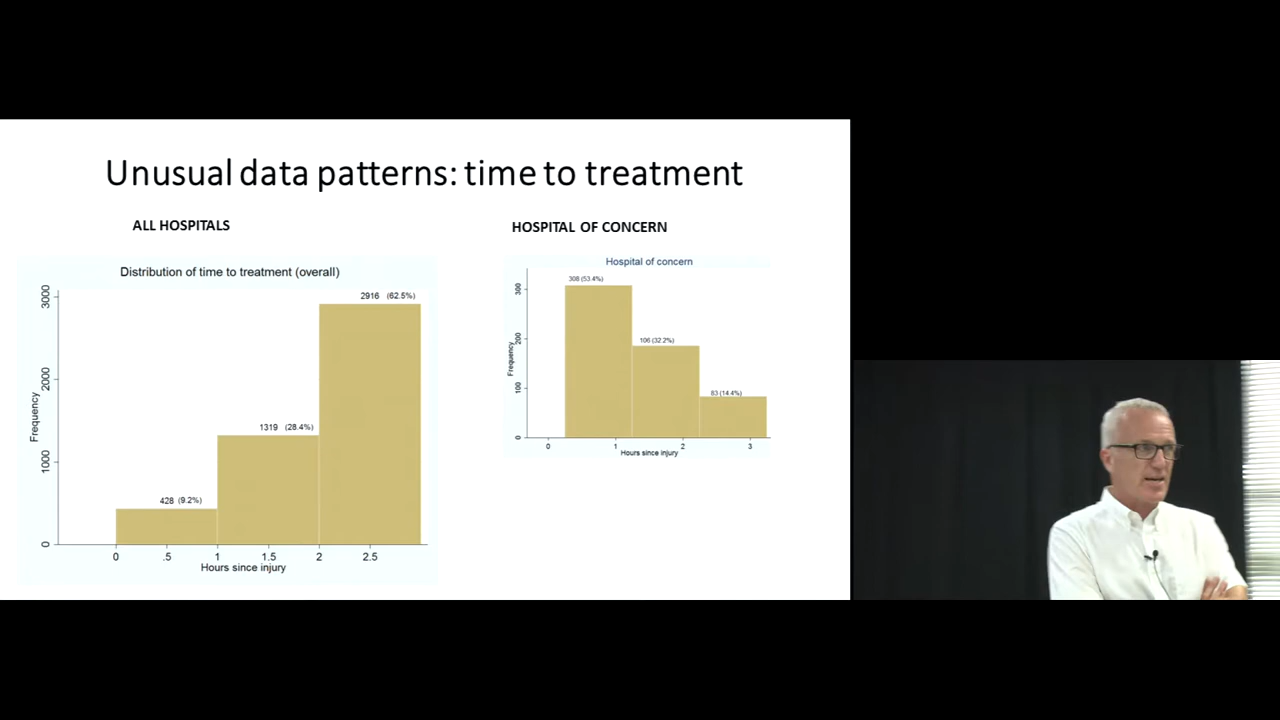 Unusual data patterns: time to treatment
ALL HOSPITALS
HOSPITAL OF CONCERN
Distribution of time to treatment (overall)
3000
2000
1000
0
Frequency
428 (9.2%)
1319 (28.4%)
2916 (62.5%)
0 .5 1 1.5 2 2.5
Hours since injury
Hospital of concern
300
200
100
0
Frequency
308 (53.4%)
106 (32.2%)
83 (14.4%)
0 1 2 3
Hours since injury